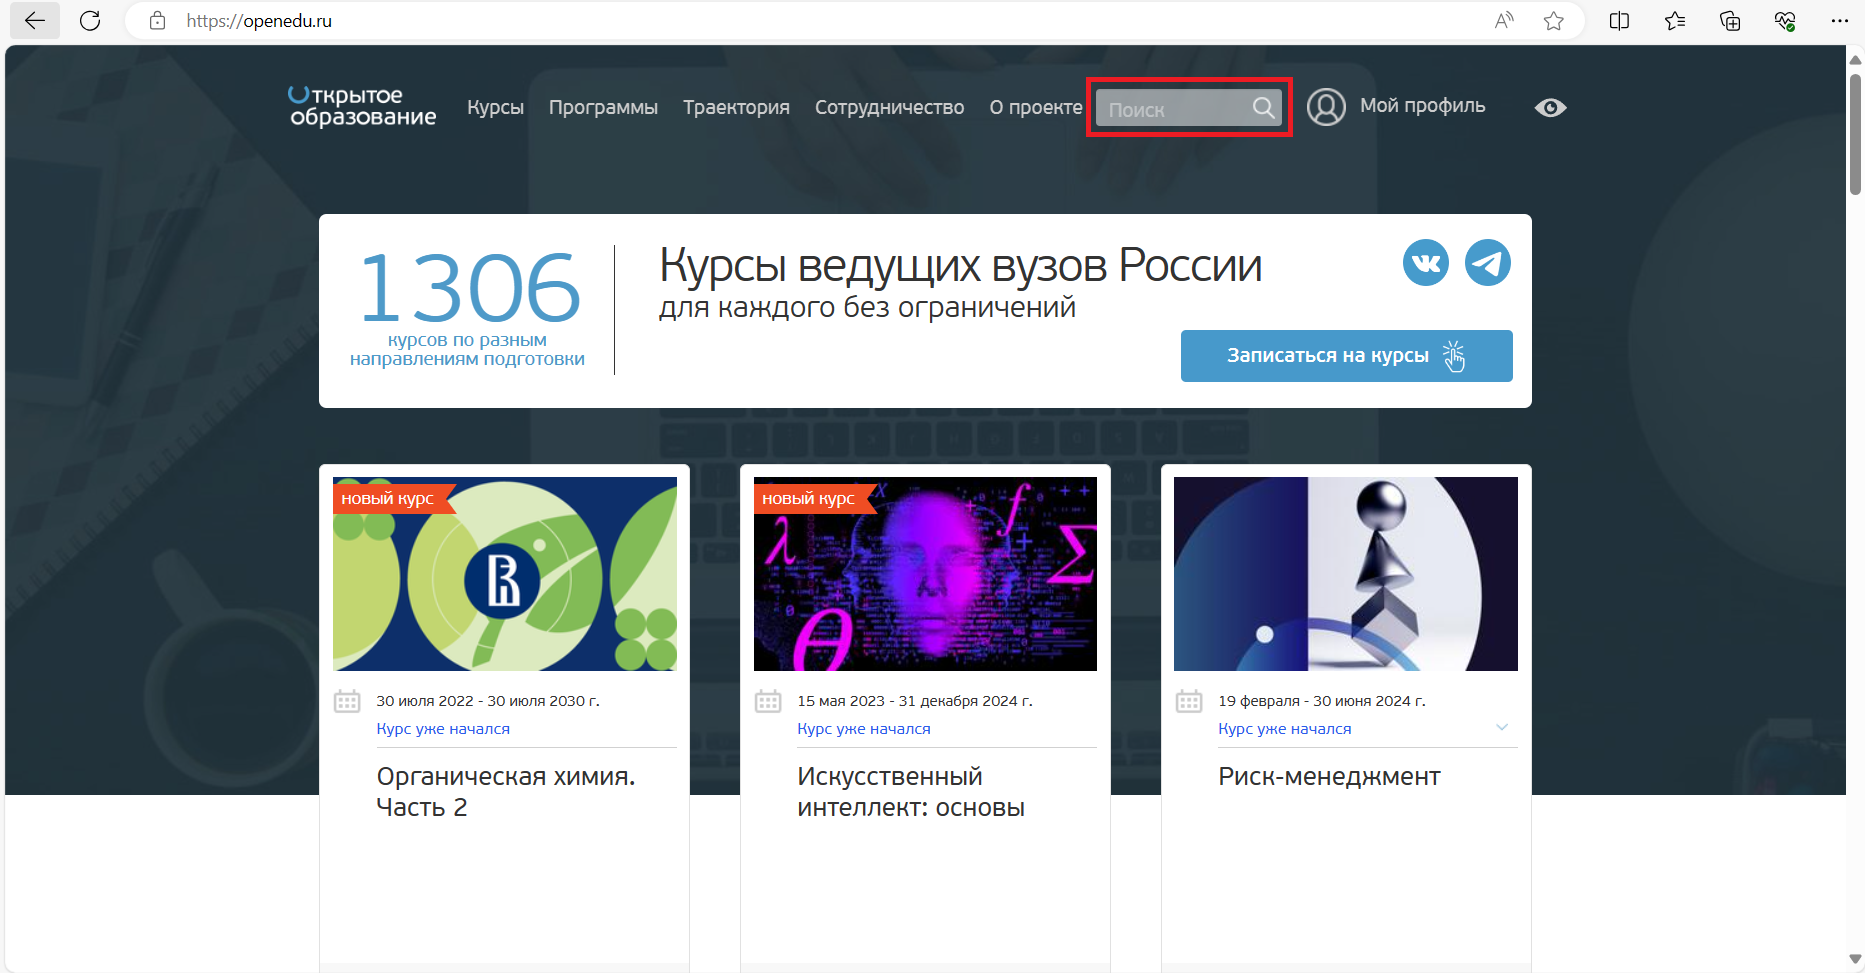 https://openedu.ru
Открытое
образование
Курсы
Программы
Траектория
Сотрудничество
О проекте
Поиск
Мой профиль
1306
курсов по разным
направлениям подготовки
Курсы ведущих вузов России
для каждого без ограничений
Записаться на курсы
новый курс
30 июля 2022 - 30 июля 2030 г.
Курс уже начался
Органическая химия.
Часть 2
новый курс
15 мая 2023 - 31 декабря 2024 г.
Курс уже начался
Искусственный
интеллект: основы
19 февраля - 30 июня 2024 г.
Курс уже начался
Риск-менеджмент